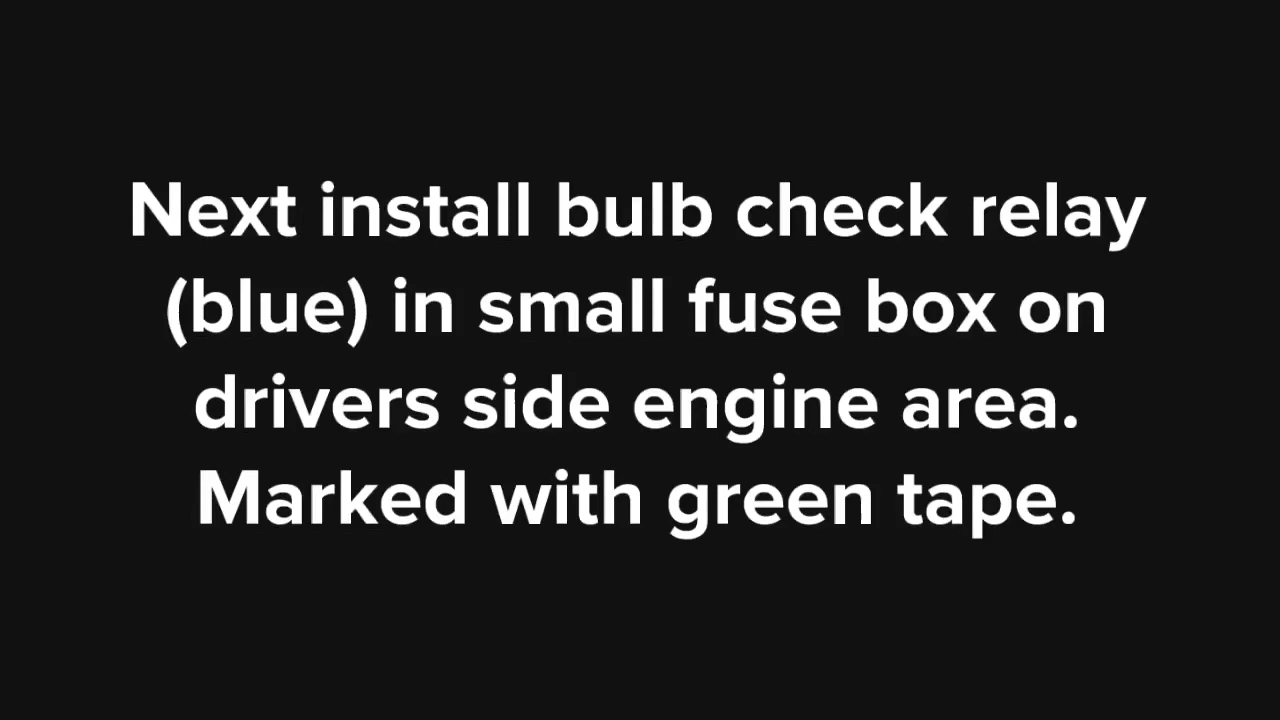 Next install bulb check relay
(blue) in small fuse box on
drivers side engine area.
Marked with green tape.